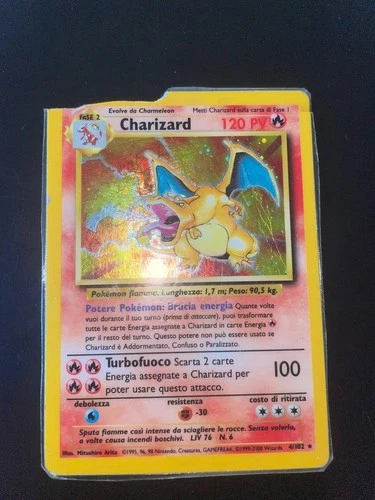 Evolve da Charmeleon Metti Charizard sulla carta di Fase 1
FASE 2
Charizard 120 PV
Pokémon fiamma. Lunghezza: 1,7 m; Peso: 90,5 kg.
Potere Pokémon: Brucia energia Quante volte
vuoi durante il tuo turno (prima di attaccare), puoi trasformare
tutte le carte Energia assegnate a Charizard in carte Energia
per il resto del turno. Questo potere non può essere usato se
Charizard è Addormentato, Confuso o Paralizzato.
Turbofuoco Scarta 2 carte
Energia assegnate a Charizard per
poter usare questo attacco.
100
debolezza resistenza costo di ritirata
-30
Sputa fiamme così intense da sciogliere le rocce. Senza volerlo,
a volte causa incendi boschivi. LIV 76 N. 6
Illus. Mitsuhiro Arita ©1995, 96, 98 Nintendo, Creatures, GAMEFREAK. ©1999-2000 Wizards. 4/102 ★